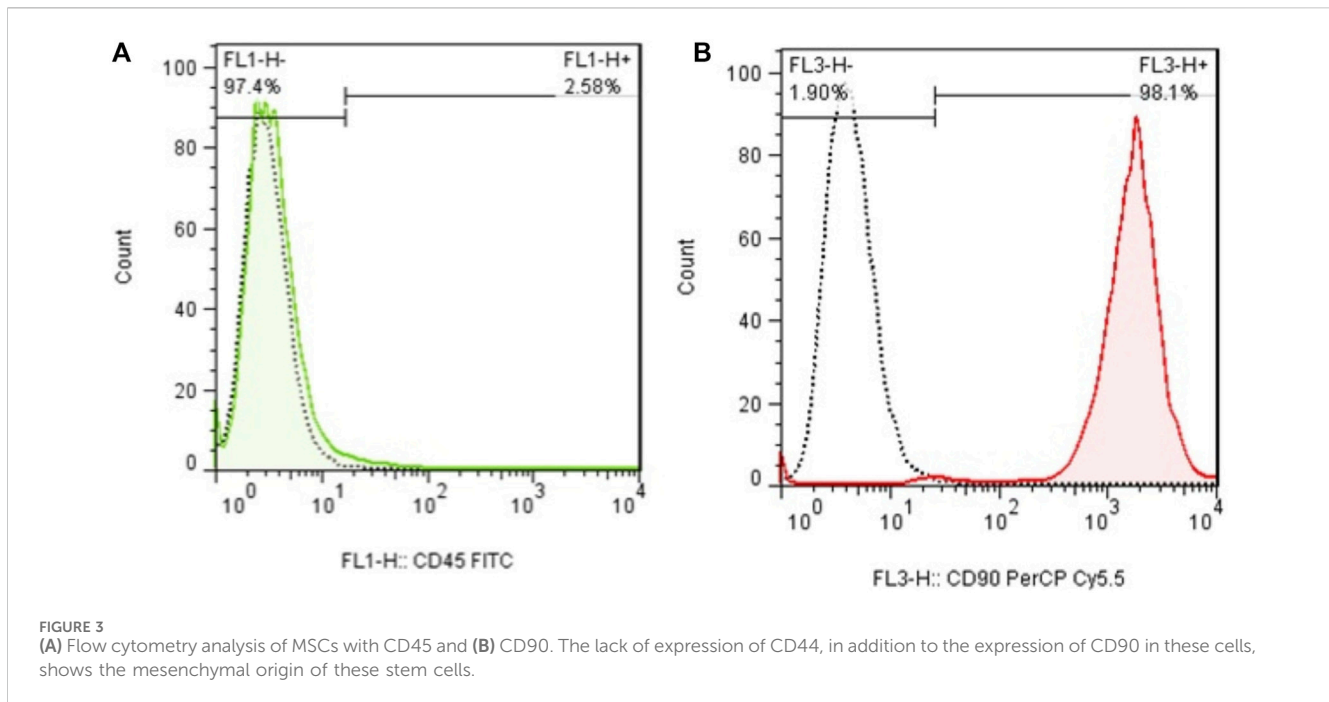 A
FL1-H-
97.4%
FL1-H+
2.58%
100
80
60
40
20
0
Count
10^0
10^1
10^2
10^3
10^4
FL1-H:: CD45 FITC
B
FL3-H-
1.90%
FL3-H+
98.1%
100
80
60
40
20
0
Count
10^0
10^1
10^2
10^3
10^4
FL3-H:: CD90 PerCP Cy5.5
FIGURE 3
(A) Flow cytometry analysis of MSCs with CD45 and (B) CD90. The lack of expression of CD44, in addition to the expression of CD90 in these cells,
shows the mesenchymal origin of these stem cells.